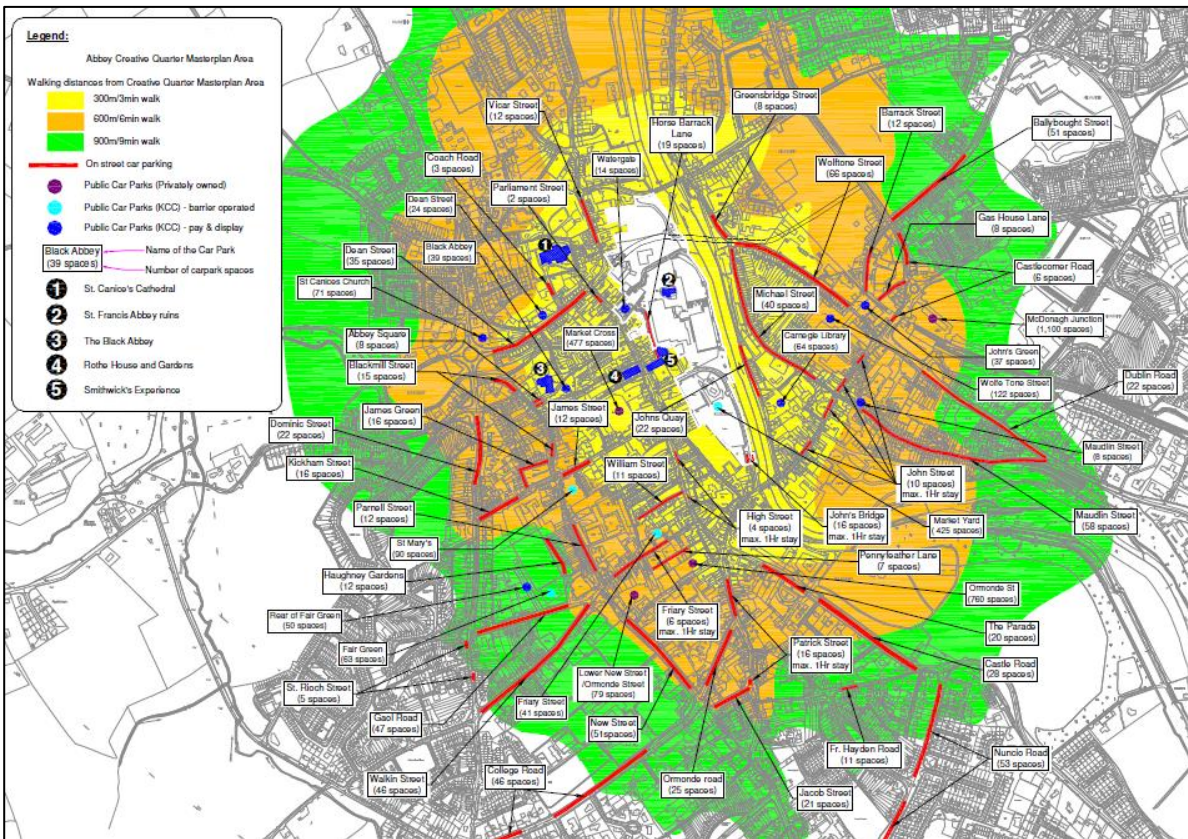 Legend:
Abbey Creative Quarter Masterplan Area
Walking distances from Creative Quarter Masterplan Area
300m/3min walk
600m/6min walk
900m/9min walk
On street car parking
Public Car Parks (Privately owned)
Public Car Parks (KCC) - barrier operated
Public Car Parks (KCC) - pay & display
Black Abbey
(39 spaces)
Name of the Car Park
Number of carpark spaces
1 St. Canice's Cathedral
2 St. Francis Abbey ruins
3 The Black Abbey
4 Rothe House and Gardens
5 Smithwick's Experience
Vicar Street
(12 spaces)
Horse Barrack
Lane
(19 spaces)
Greensbridge Street
(8 spaces)
Barrack Street
(12 spaces)
Ballybought Street
(51 spaces)
Coach Road
(3 spaces)
Watergate
(14 spaces)
Wolftone Street
(66 spaces)
Parliament Street
(2 spaces)
Dean Street
(24 spaces)
Gas House Lane
(8 spaces)
Dean Street
(35 spaces)
Black Abbey
(39 spaces)
1
2
Castlecomer Road
(6 spaces)
St Canices Church
(71 spaces)
Michael Street
(40 spaces)
McDonagh Junction
(1,100 spaces)
Abbey Square
(8 spaces)
Market Cross
(477 spaces)
Carnegie Library
(64 spaces)
John's Green
(37 spaces)
Blackmill Street
(15 spaces)
3
4
5
Wolfe Tone Street
(122 spaces)
Dublin Road
(22 spaces)
James Green
(16 spaces)
James Street
(12 spaces)
Johns Quay
(22 spaces)
Dominic Street
(22 spaces)
Maudlin Street
(8 spaces)
Kickham Street
(16 spaces)
William Street
(11 spaces)
John Street
(10 spaces)
max. 1Hr stay
Parnell Street
(12 spaces)
High Street
(4 spaces)
max. 1Hr stay
John's Bridge
(16 spaces)
max. 1Hr stay
Market Yard
( 425 spaces)
Maudlin Street
(58 spaces)
St Mary's
(90 spaces)
Pennyfeather Lane
(7 spaces)
Haughney Gardens
(12 spaces)
Ormonde St
(760 spaces)
Rear of Fair Green
(50 spaces)
Friary Street
(6 spaces)
max. 1Hr stay
The Parade
(20 spaces)
Fair Green
(63 spaces)
Patrick Street
(16 spaces)
max. 1Hr stay
Castle Road
(28 spaces)
St. Rioch Street
(5 spaces)
Lower New Street
/Ormonde Street
(79 spaces)
Friary Street
(41 spaces)
Gaol Road
(47 spaces)
New Street
(51spaces)
Fr. Hayden Road
(11 spaces)
Nuncio Road
(53 spaces)
Walkin Street
(46 spaces)
College Road
(46 spaces)
Ormonde road
(25 spaces)
Jacob Street
(21 spaces)